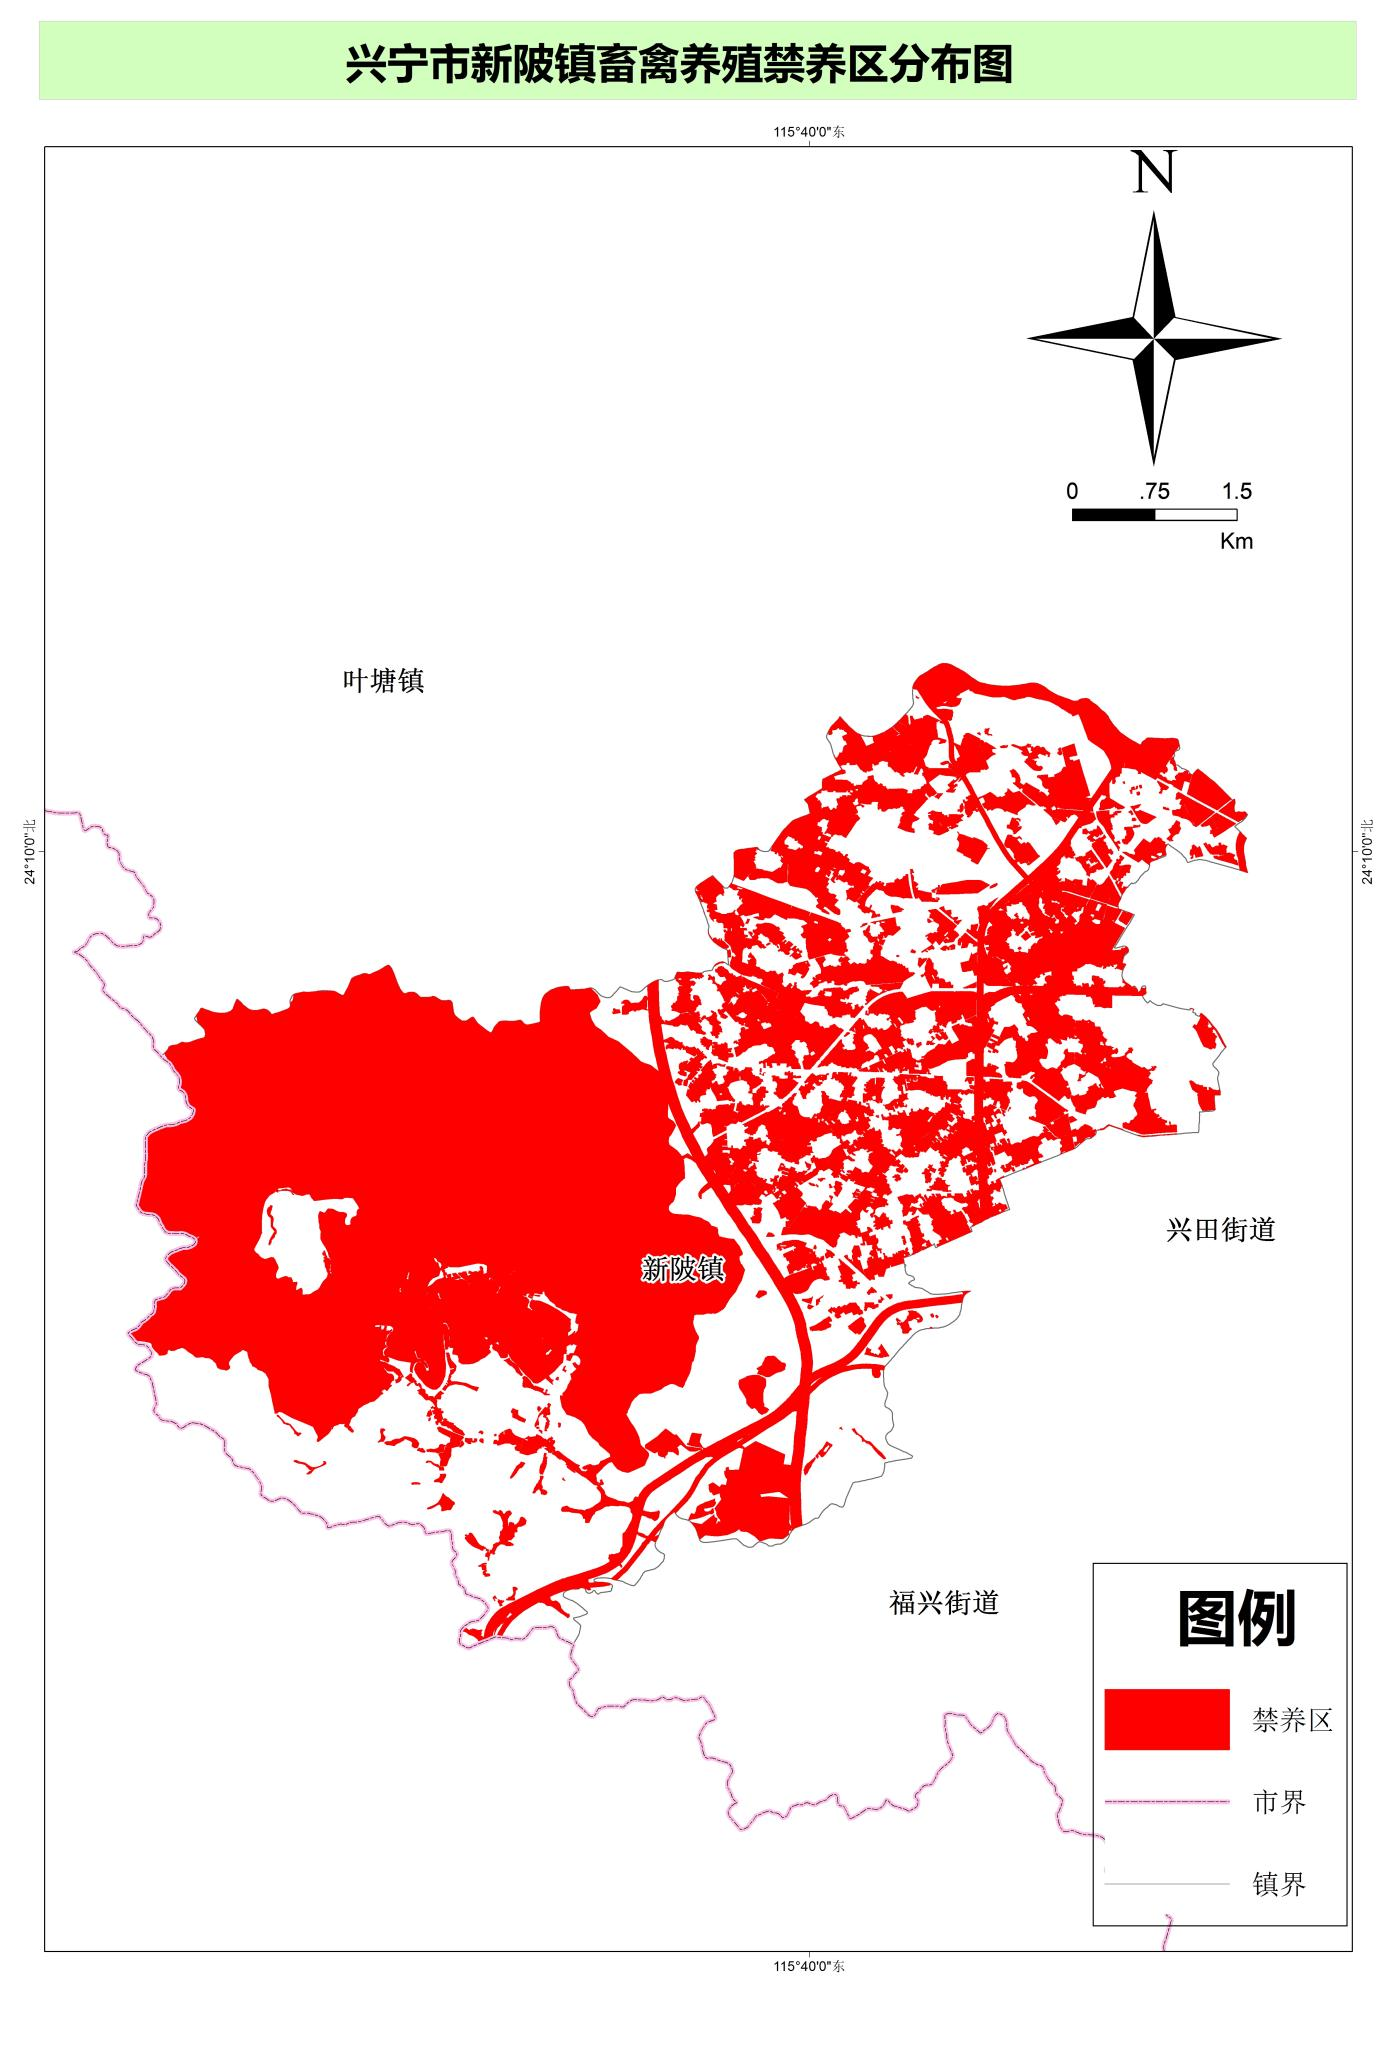 兴宁市新陂镇畜禽养殖禁养区分布图
115°40'0"东
N
0 .75 1.5
Km
叶塘镇
24°10'0"北
24°10'0"北
兴田街道
新陂镇
福兴街道
图例
禁养区
市界
镇界
115°40'0"东